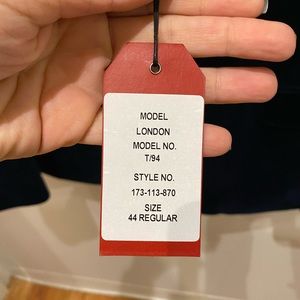 MODEL
LONDON
MODEL NO.
T/94
STYLE NO.
173-113-870
SIZE
44 REGULAR